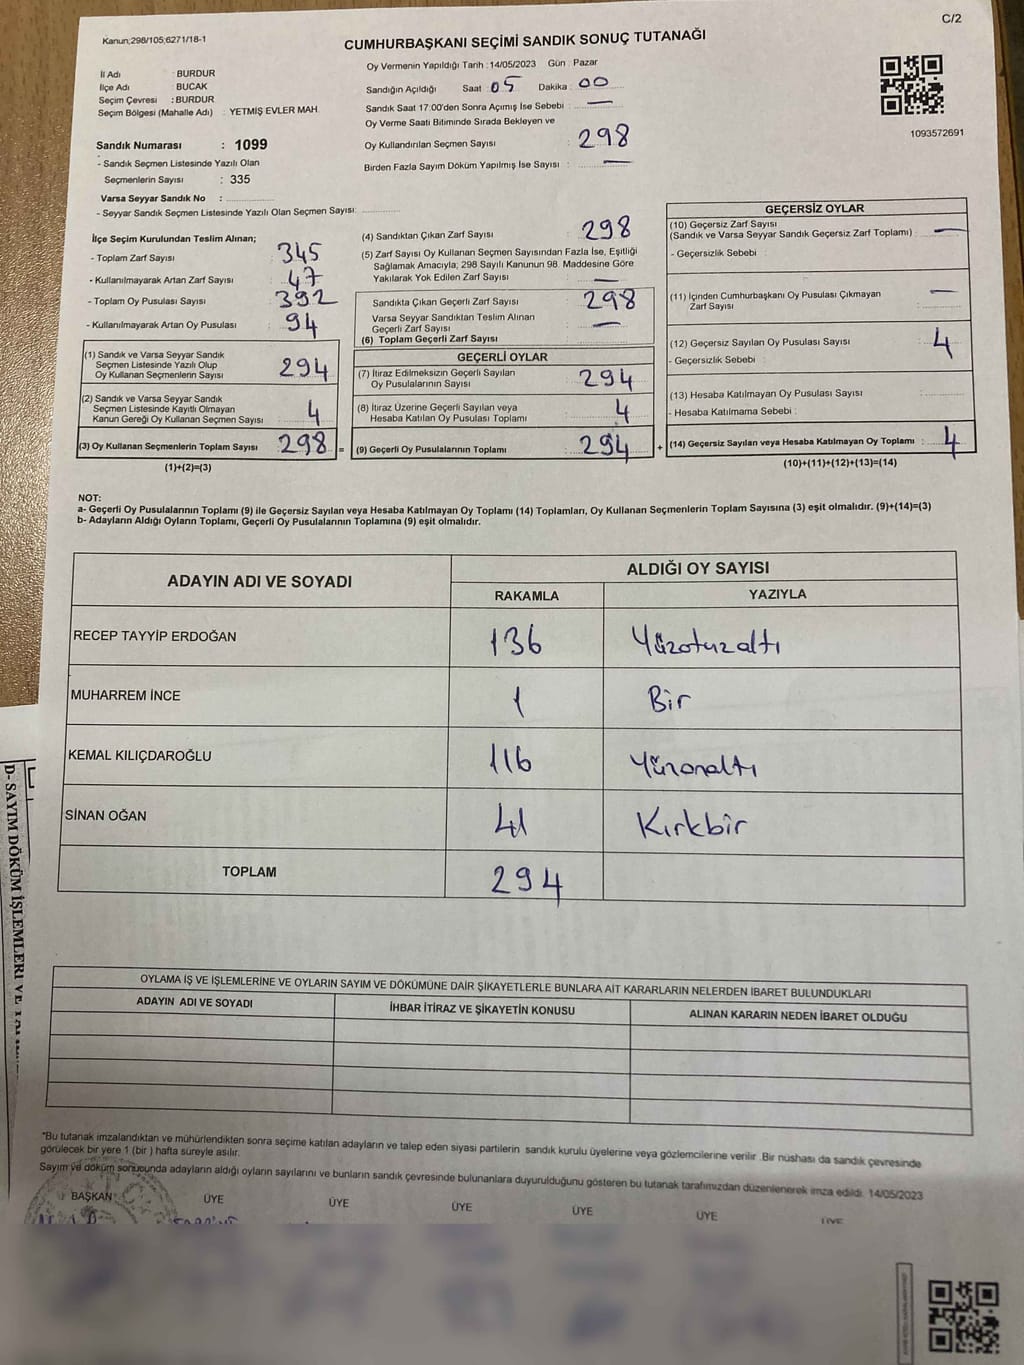 C/2
Kanun;298/105;6271/18-1
CUMHURBAŞKANI SEÇİMİ SANDIK SONUÇ TUTANAĞI
İl Adı : BURDUR
İlçe Adı : BUCAK
Seçim Çevresi : BURDUR
Seçim Bölgesi (Mahalle Adı) : YETMİŞ EVLER MAH.
Sandık Numarası : 1099
- Sandık Seçmen Listesinde Yazılı Olan
Seçmenlerin Sayısı : 335
Varsa Seyyar Sandık No :
- Seyyar Sandık Seçmen Listesinde Yazılı Olan Seçmen Sayısı:
Oy Vermenin Yapıldığı Tarih :14/05/2023 Gün : Pazar
Sandığın Açıldığı Saat : 05 Dakika : 00
Sandık Saat 17:00'den Sonra Açımış İse Sebebi : —
Oy Verme Saati Bitiminde Sırada Bekleyen ve
Oy Kullandırılan Seçmen Sayısı : 298
Birden Fazla Sayım Döküm Yapılmış İse Sayısı : —
1093572691
İlçe Seçim Kurulundan Teslim Alınan;
- Toplam Zarf Sayısı 345
- Kullanılmayarak Artan Zarf Sayısı 47
- Toplam Oy Pusulası Sayısı 392
- Kullanılmayarak Artan Oy Pusulası 94
(1) Sandık ve Varsa Seyyar Sandık
Seçmen Listesinde Yazılı Olup
Oy Kullanan Seçmenlerin Sayısı 294
(2) Sandık ve Varsa Seyyar Sandık
Seçmen Listesinde Kayıtlı Olmayan
Kanun Gereği Oy Kullanan Seçmen Sayısı 4
(3) Oy Kullanan Seçmenlerin Toplam Sayısı 298 =
(1)+(2)=(3)
(4) Sandıktan Çıkan Zarf Sayısı 298
(5) Zarf Sayısı Oy Kullanan Seçmen Sayısından Fazla İse, Eşitliği
Sağlamak Amacıyla; 298 Sayılı Kanunun 98. Maddesine Göre
Yakılarak Yok Edilen Zarf Sayısı —
Sandıkta Çıkan Geçerli Zarf Sayısı 298
Varsa Seyyar Sandıktan Teslim Alınan
Geçerli Zarf Sayısı —
(6) Toplam Geçerli Zarf Sayısı
GEÇERLİ OYLAR
(7) İtiraz Edilmeksizin Geçerli Sayılan
Oy Pusulalarının Sayısı 294
(8) İtiraz Üzerine Geçerli Sayılan veya
Hesaba Katılan Oy Pusulası Toplamı 4
(9) Geçerli Oy Pusulalarının Toplamı 294 +
GEÇERSİZ OYLAR
(10) Geçersiz Zarf Sayısı
(Sandık ve Varsa Seyyar Sandık Geçersiz Zarf Toplamı) : —
- Geçersizlik Sebebi :
(11) İçinden Cumhurbaşkanı Oy Pusulası Çıkmayan
Zarf Sayısı —
(12) Geçersiz Sayılan Oy Pusulası Sayısı 4
- Geçersizlik Sebebi :
(13) Hesaba Katılmayan Oy Pusulası Sayısı
- Hesaba Katılmama Sebebi :
(14) Geçersiz Sayılan veya Hesaba Katılmayan Oy Toplamı : 4
(10)+(11)+(12)+(13)=(14)
NOT:
a- Geçerli Oy Pusulalarının Toplamı (9) ile Geçersiz Sayılan veya Hesaba Katılmayan Oy Toplamı (14) Toplamları, Oy Kullanan Seçmenlerin Toplam Sayısına (3) eşit olmalıdır. (9)+(14)=(3)
b- Adayların Aldığı Oyların Toplamı, Geçerli Oy Pusulalarının Toplamına (9) eşit olmalıdır.
ADAYIN ADI VE SOYADI ALDIĞI OY SAYISI
RAKAMLA YAZIYLA
RECEP TAYYİP ERDOĞAN 136 Yüzotuzaltı
MUHARREM İNCE 1 Bir
KEMAL KILIÇDAROĞLU 116 Yüzonaltı
SİNAN OĞAN 41 Kırkbir
TOPLAM 294
OYLAMA İŞ VE İŞLEMLERİNE VE OYLARIN SAYIM VE DÖKÜMÜNE DAİR ŞİKAYETLERLE BUNLARA AİT KARARLARIN NELERDEN İBARET BULUNDUKLARI
ADAYIN ADI VE SOYADI İHBAR İTİRAZ VE ŞİKAYETİN KONUSU ALINAN KARARIN NEDEN İBARET OLDUĞU
*Bu tutanak imzalandıktan ve mühürlendikten sonra seçime katılan adayların ve talep eden siyasi partilerin sandık kurulu üyelerine veya gözlemcilerine verilir. Bir nüshası da sandık çevresinde
görülecek bir yere 1 (bir) hafta süreyle asılır.
Sayım ve döküm sonucunda adayların aldığı oyların sayılarını ve bunların sandık çevresinde bulunanlara duyurulduğunu gösteren bu tutanak tarafımızdan düzenlenerek imza edildi. 14/05/2023
BAŞKAN ÜYE ÜYE ÜYE ÜYE ÜYE ÜYE
D- SAYIM DÖKÜM İŞLEMLERİ VE